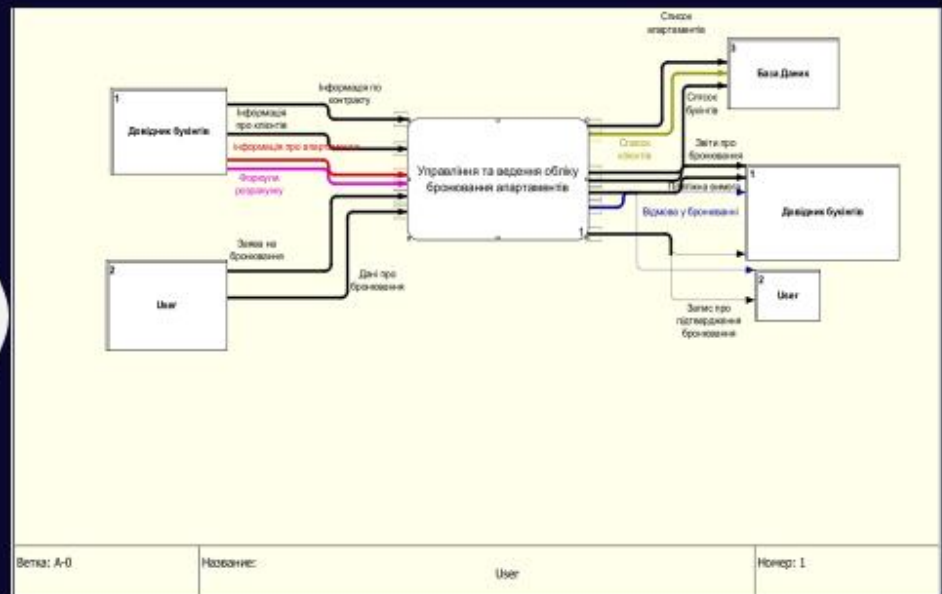 Список
апартаментів
3
База Даних
Інформація по
контракту
1
Довідник букінгів
Інформація
про клієнтів
Інформація про апартаменти
Формули
розрахунку
Список
букінгів
Список
клієнтів
Звіти про
бронювання
Управління та ведення обліку
бронювання апартаментів
1
Платіжна вимога
1
Довідник букінгів
Відмова у бронюванні
Заява на
бронювання
2
User
Дані про
бронювання
2
User
Запис про
підтвердження
бронювання
Ветка: A-0
Название:
User
Номер: 1